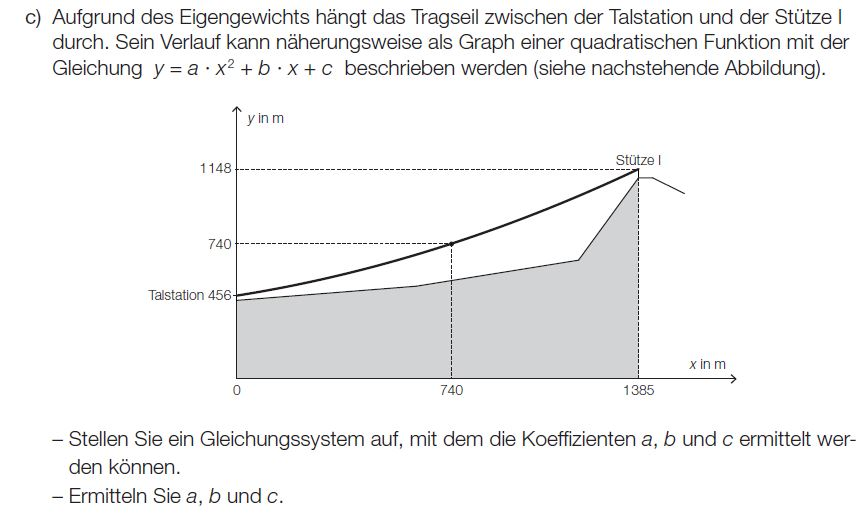 c) Aufgrund des Eigengewichts hängt das Tragseil zwischen der Talstation und der Stütze I
durch. Sein Verlauf kann näherungsweise als Graph einer quadratischen Funktion mit der
Gleichung y = a · x² + b · x + c beschrieben werden (siehe nachstehende Abbildung).
y in m
Stütze I
1148
740
Talstation 456
x in m
0
740
1385
– Stellen Sie ein Gleichungssystem auf, mit dem die Koeffizienten a, b und c ermittelt wer-
den können.
– Ermitteln Sie a, b und c.